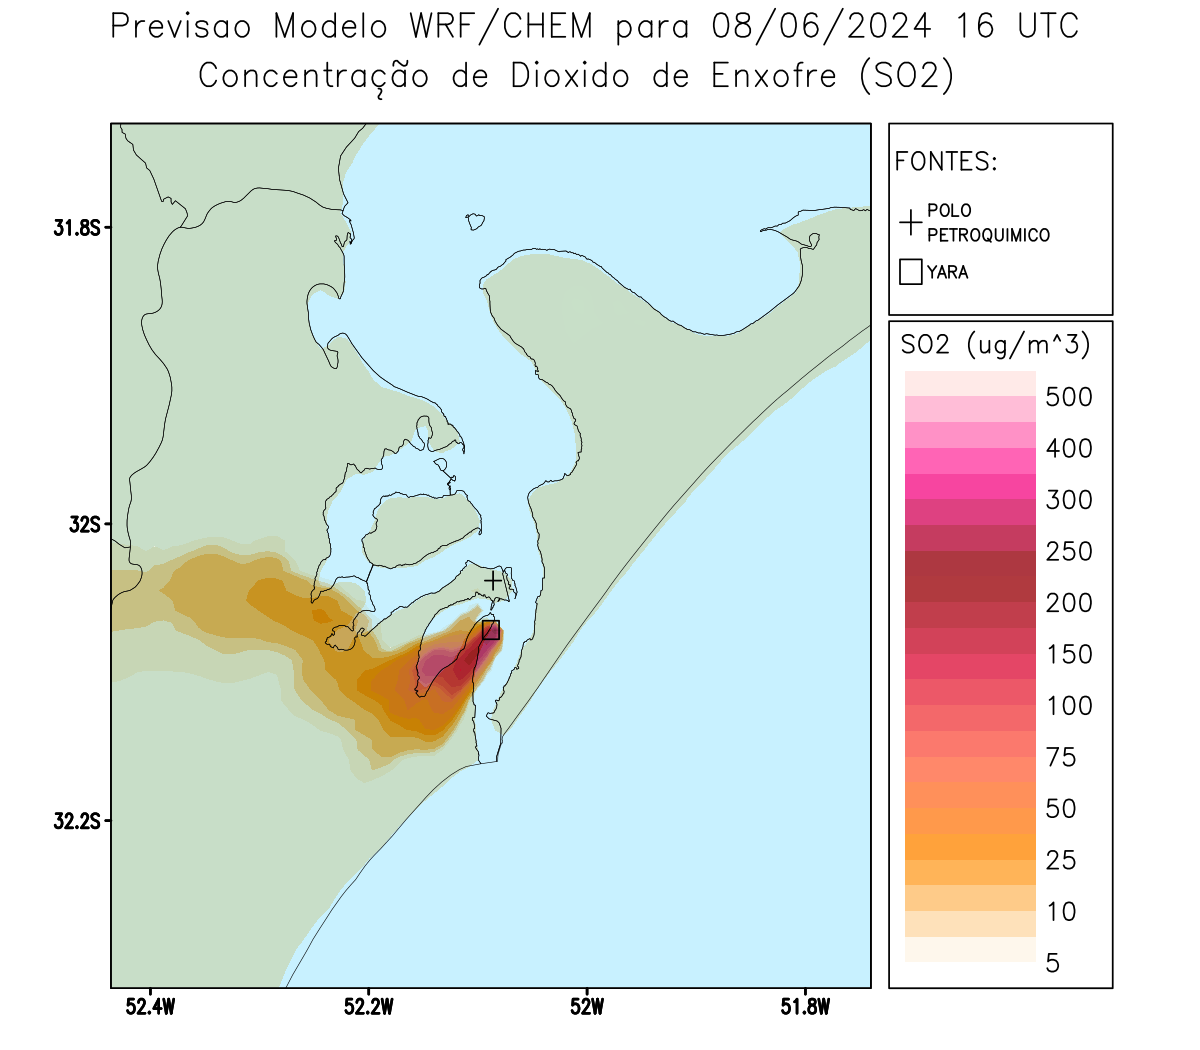 Previsao Modelo WRF/CHEM para 08/06/2024 16 UTC
Concentração de Dioxido de Enxofre (SO2)
FONTES:
POLO
PETROQUIMICO
YARA
SO2 (ug/m^3)
500
400
300
250
200
150
100
75
50
25
10
5
31.8S
32S
32.2S
52.4W
52.2W
52W
51.8W